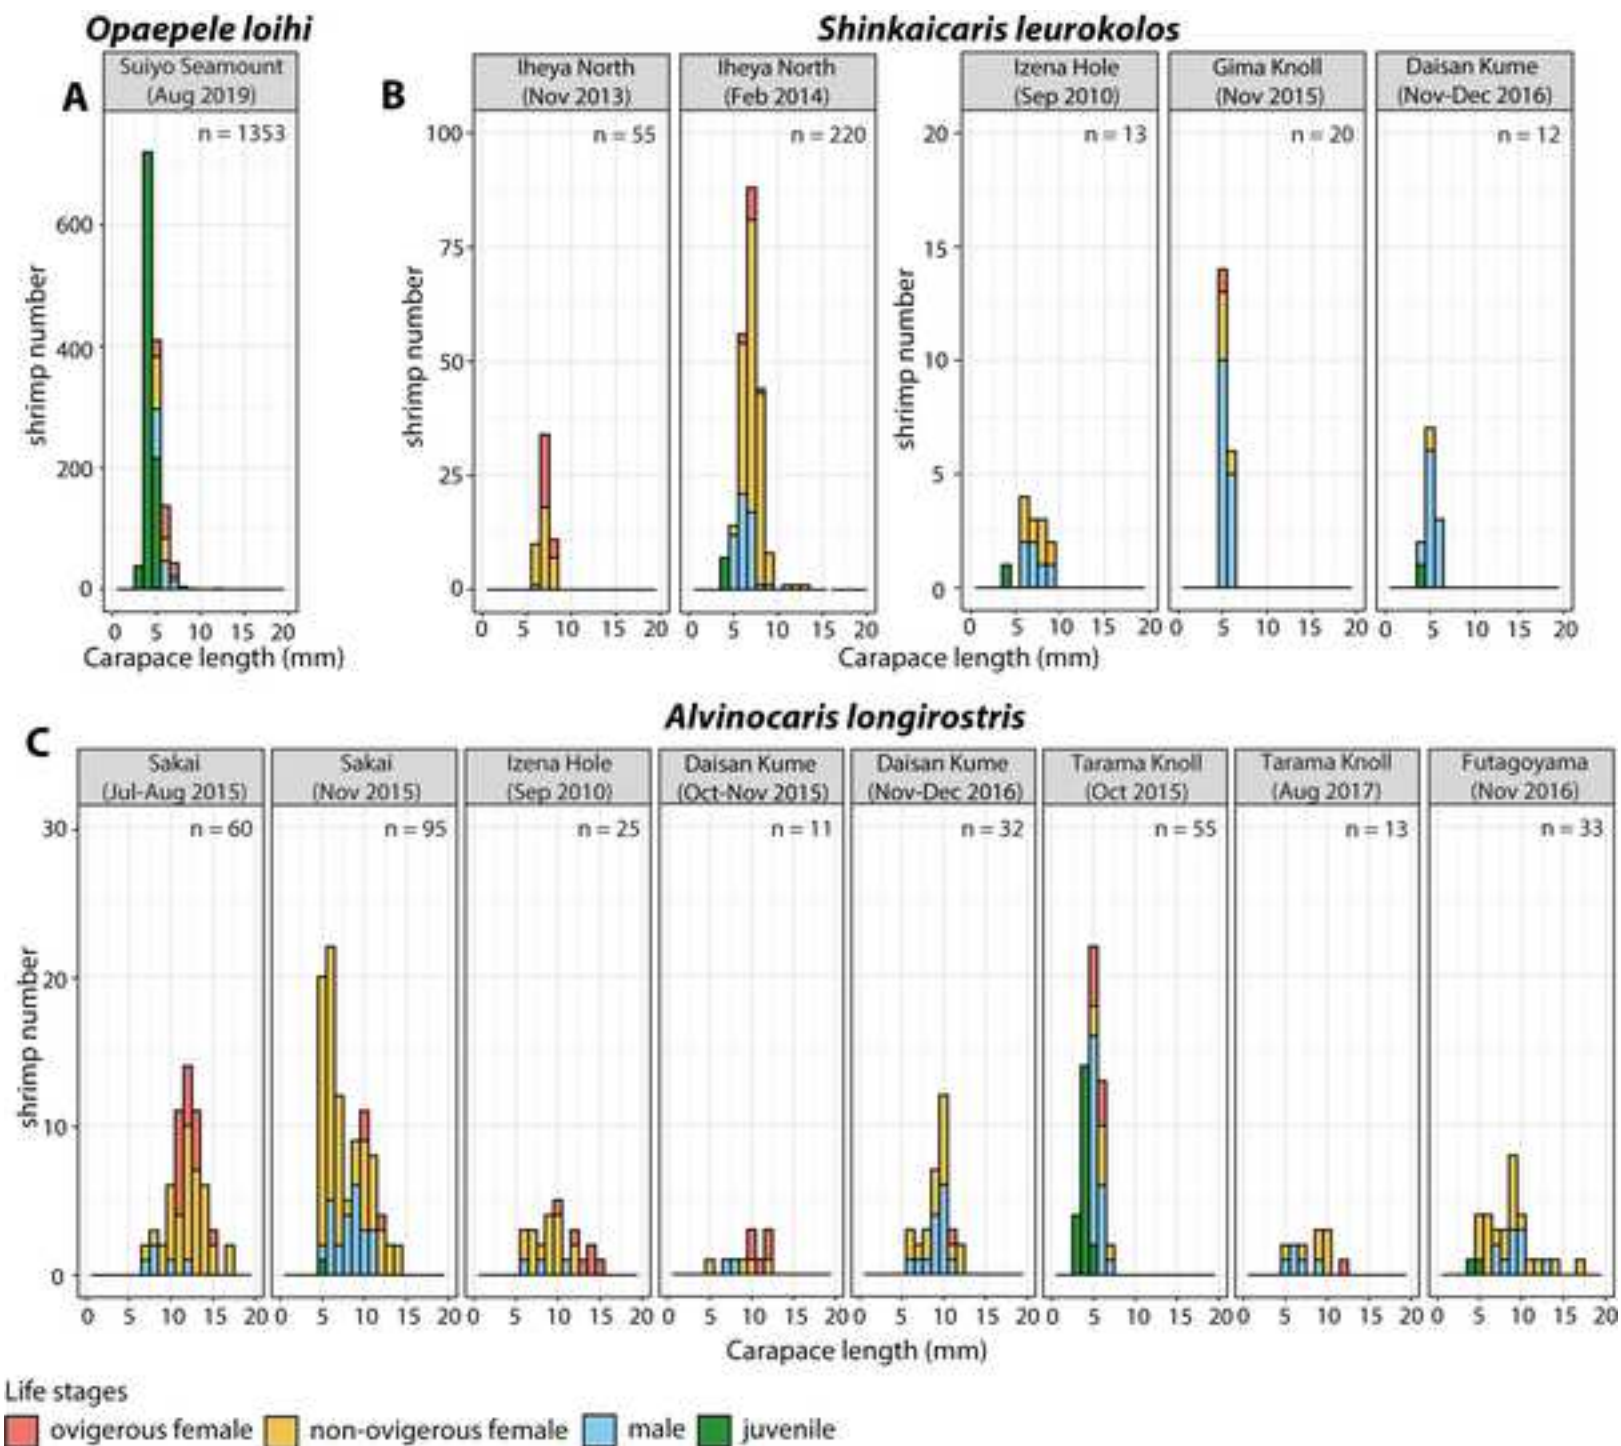 Opaepele loihi
Shinkaicaris leurokolos
A
Suiyo Seamount
(Aug 2019)
n = 1353
600
400
200
0
shrimp number
0 5 10 15 20
Carapace length (mm)
B
Iheya North
(Nov 2013)
n = 55
Iheya North
(Feb 2014)
n = 220
100
75
50
25
0
shrimp number
0 5 10 15 20
0 5 10 15 20
Izena Hole
(Sep 2010)
n = 13
Gima Knoll
(Nov 2015)
n = 20
Daisan Kume
(Nov-Dec 2016)
n = 12
20
15
10
5
0
shrimp number
0 5 10 15 20
0 5 10 15 20
0 5 10 15 20
Carapace length (mm)
Alvinocaris longirostris
C
Sakai
(Jul-Aug 2015)
n = 60
Sakai
(Nov 2015)
n = 95
Izena Hole
(Sep 2010)
n = 25
Daisan Kume
(Oct-Nov 2015)
n = 11
Daisan Kume
(Nov-Dec 2016)
n = 32
Tarama Knoll
(Oct 2015)
n = 55
Tarama Knoll
(Aug 2017)
n = 13
Futagoyama
(Nov 2016)
n = 33
30
20
10
0
shrimp number
0 5 10 15 20
0 5 10 15 20
0 5 10 15 20
0 5 10 15 20
0 5 10 15 20
0 5 10 15 20
0 5 10 15 20
0 5 10 15 20
Carapace length (mm)
Life stages
ovigerous female non-ovigerous female male juvenile